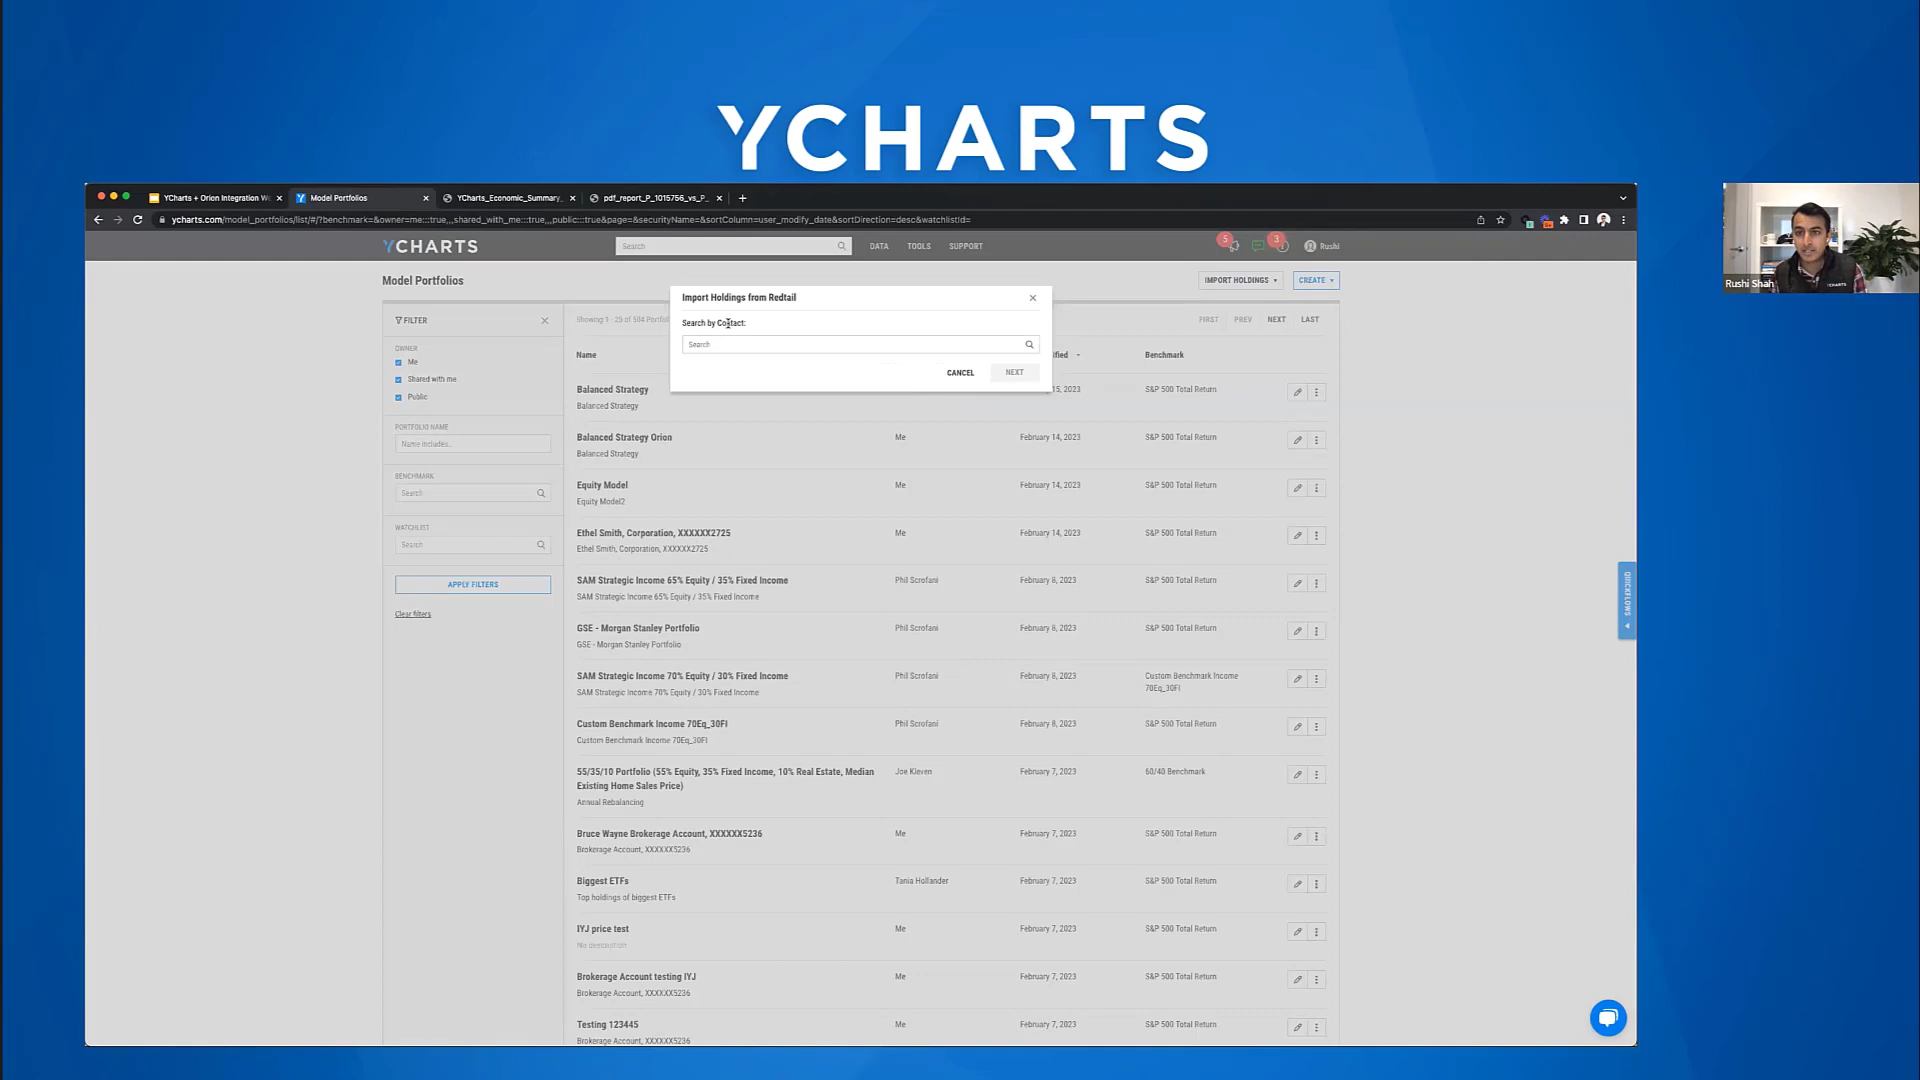 YCHARTS
YCharts + Orion Integration W
Model Portfolios
YCharts_Economic_Summary_
pdf_report_P_1015756_vs_P_
ycharts.com/model_portfolios/list/#/?benchmark=&owner=me:::true,,,shared_with_me:::true,,,public:::true&page=&securityName=&sortColumn=user_modify_date&sortDirection=desc&watchlistId=
YCHARTS
Search
DATA
TOOLS
SUPPORT
5
3
Rushi
Model Portfolios
IMPORT HOLDINGS
CREATE
Import Holdings from Redtail
Search by Contact:
Search
CANCEL
NEXT
FILTER
OWNER
Me
Shared with me
Public
PORTFOLIO NAME
Name includes...
BENCHMARK
Search
WATCHLIST
Search
APPLY FILTERS
Clear filters
Showing 1 - 25 of 504 Portfol
FIRST
PREV
NEXT
LAST
Name
ified
Benchmark
Balanced Strategy
15, 2023
S&P 500 Total Return
Balanced Strategy
Balanced Strategy Orion
Me
February 14, 2023
S&P 500 Total Return
Balanced Strategy
Equity Model
Me
February 14, 2023
S&P 500 Total Return
Equity Model2
Ethel Smith, Corporation, XXXXXX2725
Me
February 14, 2023
S&P 500 Total Return
Ethel Smith, Corporation, XXXXXX2725
SAM Strategic Income 65% Equity / 35% Fixed Income
Phil Scrofani
February 8, 2023
S&P 500 Total Return
SAM Strategic Income 65% Equity / 35% Fixed Income
GSE - Morgan Stanley Portfolio
Phil Scrofani
February 8, 2023
S&P 500 Total Return
GSE - Morgan Stanley Portfolio
SAM Strategic Income 70% Equity / 30% Fixed Income
Phil Scrofani
February 8, 2023
Custom Benchmark Income
70Eq_30FI
SAM Strategic Income 70% Equity / 30% Fixed Income
Custom Benchmark Income 70Eq_30FI
Phil Scrofani
February 8, 2023
S&P 500 Total Return
Custom Benchmark Income 70Eq_30FI
55/35/10 Portfolio (55% Equity, 35% Fixed Income, 10% Real Estate, Median
Existing Home Sales Price)
Joe Kleven
February 7, 2023
60/40 Benchmark
Annual Rebalancing
Bruce Wayne Brokerage Account, XXXXXX5236
Me
February 7, 2023
S&P 500 Total Return
Brokerage Account, XXXXXX5236
Biggest ETFs
Tania Hollander
February 7, 2023
S&P 500 Total Return
Top holdings of biggest ETFs
IYJ price test
Me
February 7, 2023
S&P 500 Total Return
No description
Brokerage Account testing IYJ
Me
February 7, 2023
S&P 500 Total Return
Brokerage Account, XXXXXX5236
Testing 123445
Me
February 7, 2023
S&P 500 Total Return
Brokerage Account, XXXXXX5236
QUICKFLOWS
Rushi Shah
YCHARTS